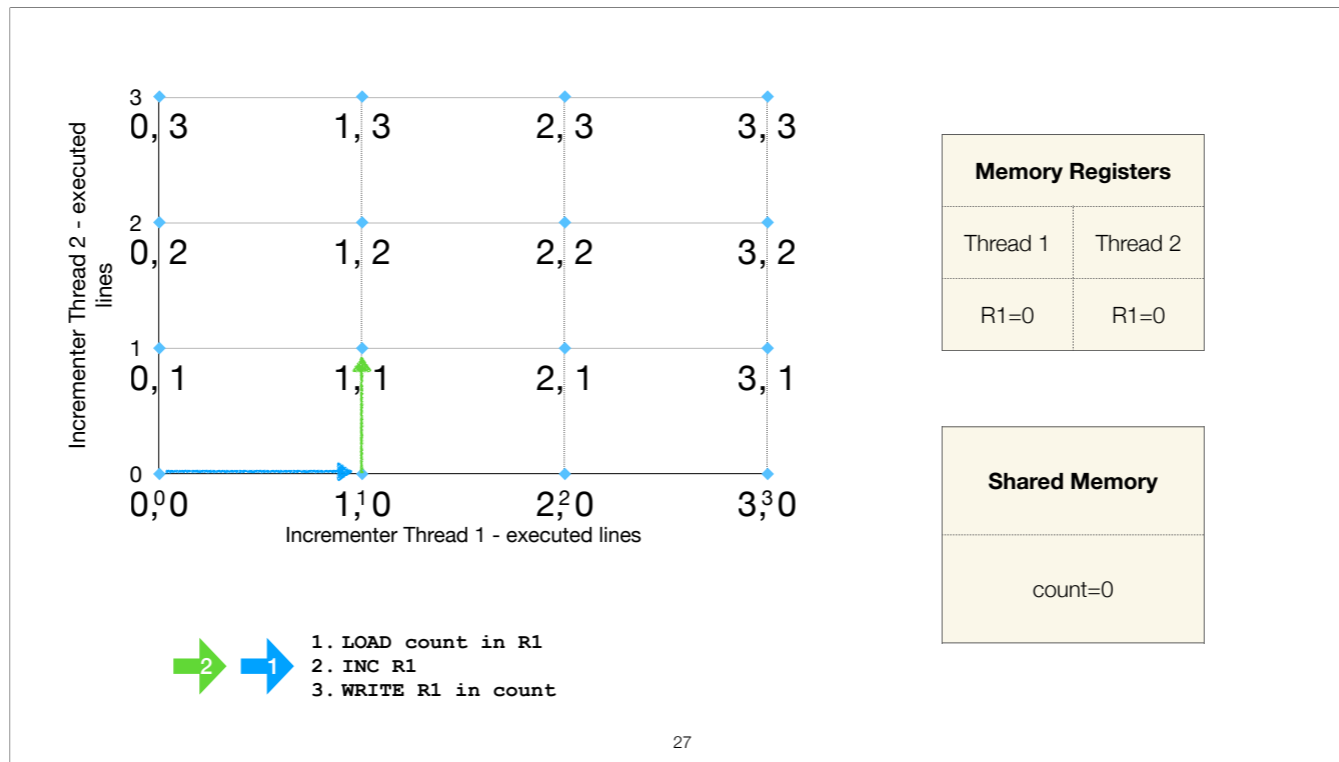 3
0, 3
1, 3
2, 3
3, 3
2
0, 2
1, 2
2, 2
3, 2
1
0, 1
1, 1
2, 1
3, 1
0
0, 0
1, 0
2, 0
3, 0
0
1
2
3
Incrementer Thread 2 - executed
lines
Incrementer Thread 1 - executed lines
Memory Registers
Thread 1
Thread 2
R1=0
R1=0
Shared Memory
count=0
2
1
1. LOAD count in R1
2. INC R1
3. WRITE R1 in count
27